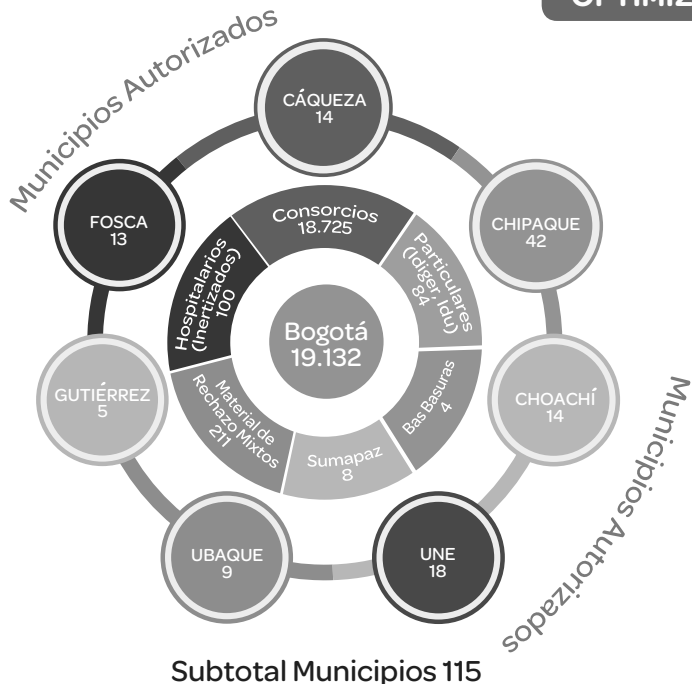 Municipios Autorizados
CÁQUEZA
14
FOSCA
13
CHIPAQUE
42
Consorcios
18.725
Particulares
(Idiger, Idu)
84
Hospitalarios
(Inertizados)
100
Bogotá
19.132
GUTIÉRREZ
5
CHOACHÍ
14
Bas Basuras
4
Material de
Rechazo Mixtos
211
Sumapaz
8
UBAQUE
9
UNE
18
Municipios Autorizados
Subtotal Municipios 115